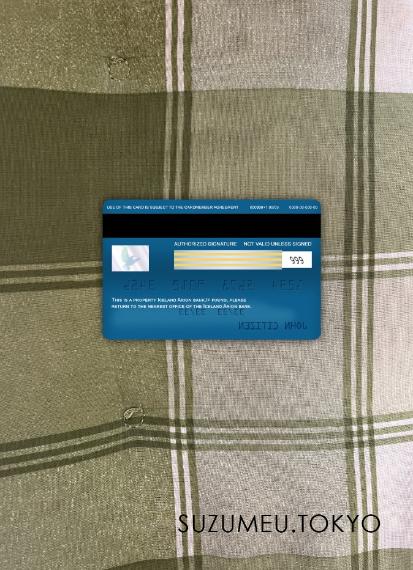 USE OF THIS CARD IS SUBJECT TO THE CARDMEMBER AGREEMENT
AUTHORIZED SIGNATURE NOT VALID UNLESS SIGNED
999
THIS IS A PROPERTY ICELAND ARION BANK.IF FOUND, PLEASE
RETURN TO THE NEAREST OFFICE OF THE ICELAND ARION BANK.
JOHN CITIZEN
SUZUMEU.TOKYO